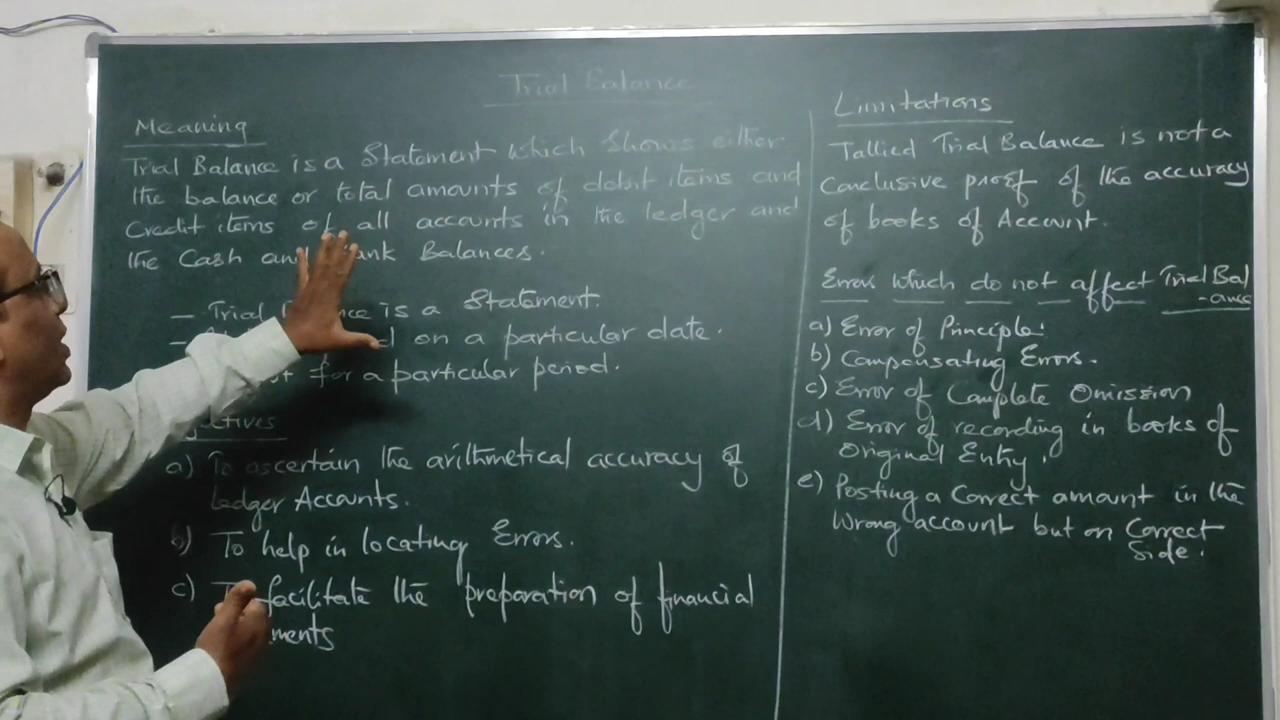 Trial Balance
Meaning
Trial Balance is a Statement Which Shows either
the balance or total amounts of debit items and
Credit items of all accounts in the ledger and
the Cash and Bank Balances.
— Trial Balance is a Statement.
— on a particular date.
for a particular period.
a) To ascertain the arithmetical accuracy of
ledger Accounts.
b) To help in locating Errors.
c) To facilitate the preparation of financial
Limitations
Tallied Trial Balance is not a
Conclusive proof of the accuracy
of books of Account.
Errors Which do not affect Trial Bal
-ance
a) Error of Principle.
b) Compensating Errors.
c) Error of Complete Omission
d) Error of recording in books of
Original Entry.
e) Posting a Correct amount in the
Wrong account but on Correct
Side.